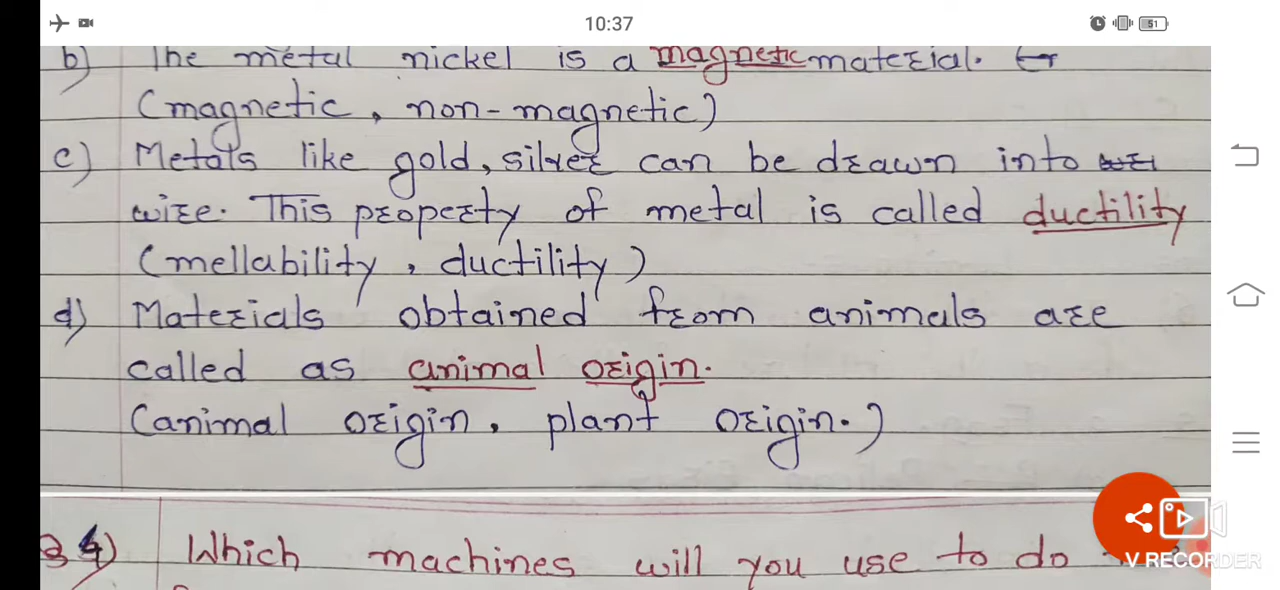 10:37
51
b) The metal nickel is a magnetic material.
(magnetic, non-magnetic)
c) Metals like gold, silver can be drawn into
wire. This property of metal is called ductility
(mellability, ductility)
d) Materials obtained from animals are
called as animal origin.
(animal origin, plant origin.)
4) Which machines will you use to do
V RECORDER